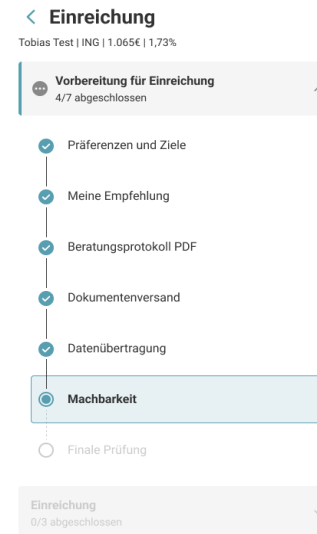 Einreichung
Tobias Test | ING | 1.065€ | 1,73%
Vorbereitung für Einreichung
4/7 abgeschlossen
Präferenzen und Ziele
Meine Empfehlung
Beratungsprotokoll PDF
Dokumentenversand
Datenübertragung
Machbarkeit
Finale Prüfung
Einreichung
0/3 abgeschlossen